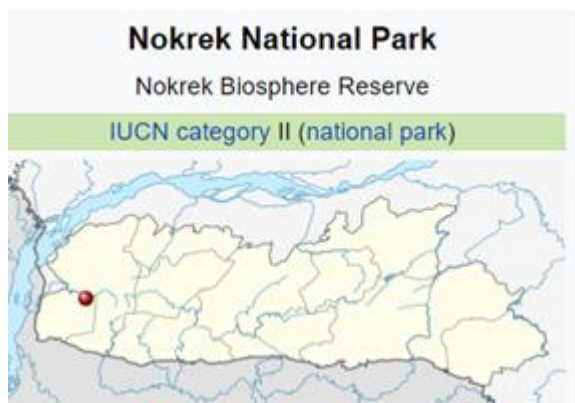 Nokrek National Park
Nokrek Biosphere Reserve
IUCN category II (national park)